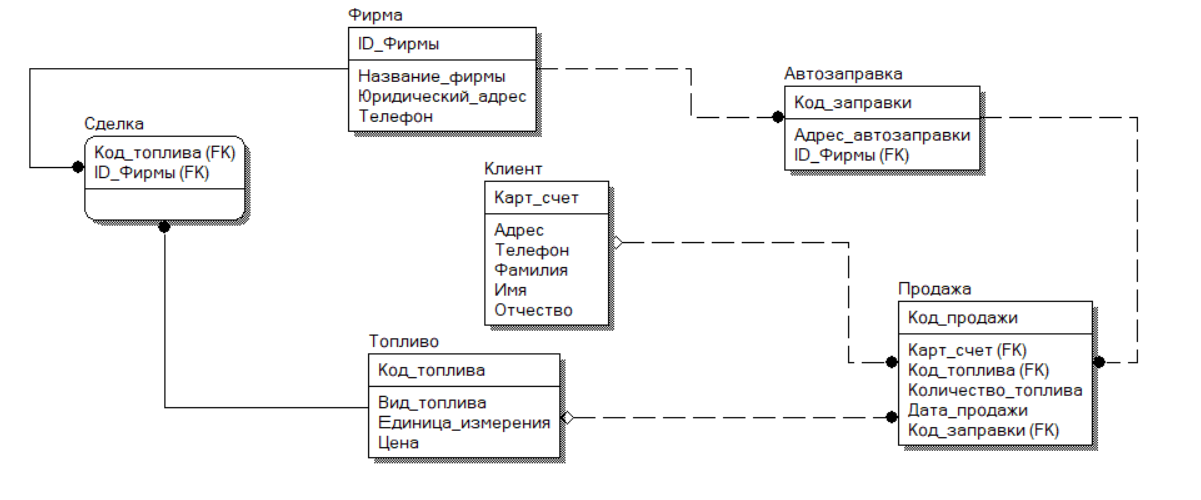 Фирма
ID_Фирмы
Название_фирмы
Юридический_адрес
Телефон
Автозаправка
Код_заправки
Адрес_автозаправки
ID_Фирмы (FK)
Сделка
Код_топлива (FK)
ID_Фирмы (FK)
Клиент
Карт_счет
Адрес
Телефон
Фамилия
Имя
Отчество
Продажа
Код_продажи
Карт_счет (FK)
Код_топлива (FK)
Количество_топлива
Дата_продажи
Код_заправки (FK)
Топливо
Код_топлива
Вид_топлива
Единица_измерения
Цена